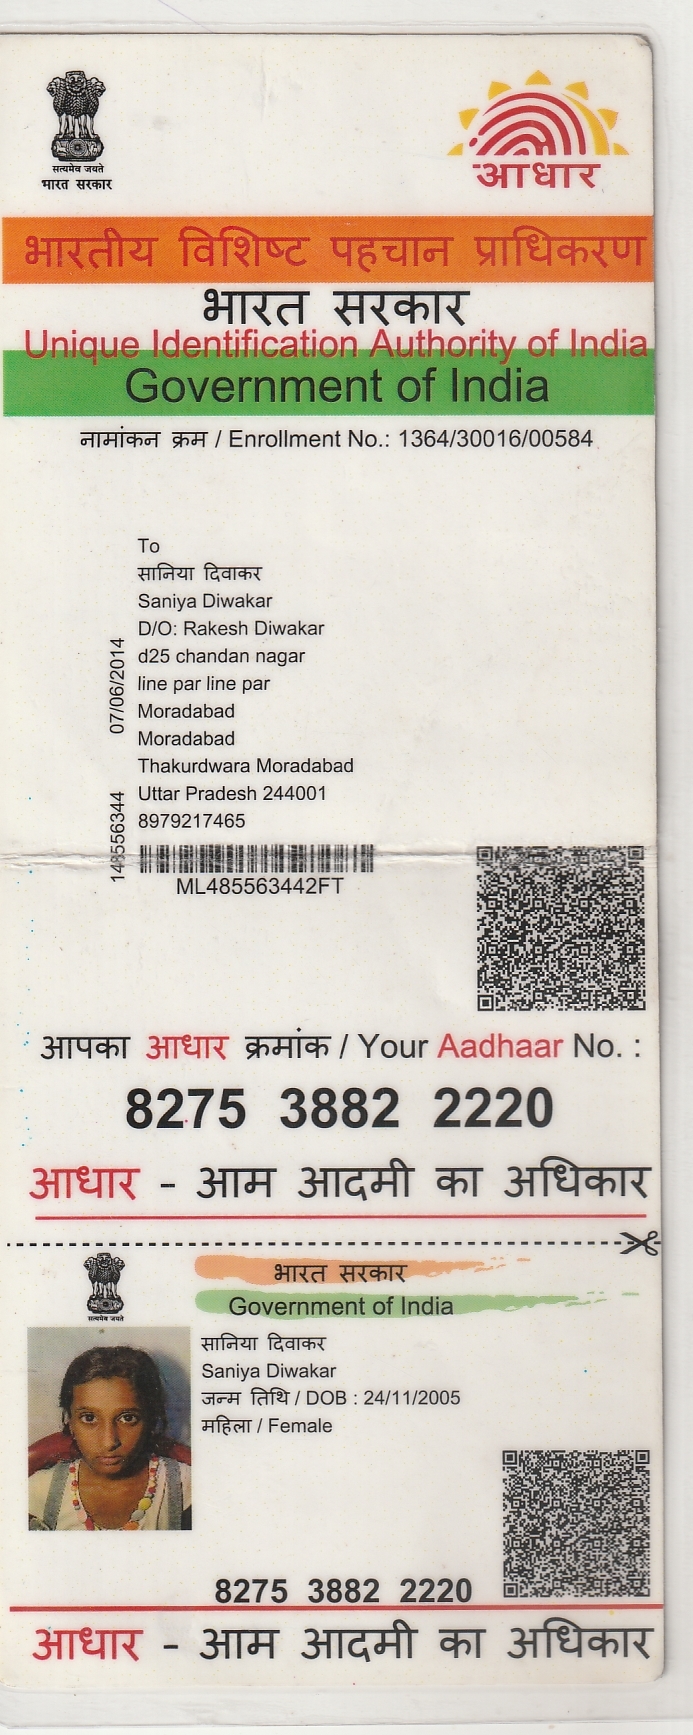 सत्यमेव जयते
भारत सरकार
आधार
भारतीय विशिष्ट पहचान प्राधिकरण
भारत सरकार
Unique Identification Authority of India
Government of India
नामांकन क्रम / Enrollment No.: 1364/30016/00584
To
सानिया दिवाकर
Saniya Diwakar
D/O: Rakesh Diwakar
d25 chandan nagar
line par line par
Moradabad
Moradabad
Thakurdwara Moradabad
Uttar Pradesh 244001
8979217465
07/06/2014
148556344
ML485563442FT
आपका आधार क्रमांक / Your Aadhaar No. :
8275 3882 2220
आधार - आम आदमी का अधिकार
सत्यमेव जयते
भारत सरकार
Government of India
सानिया दिवाकर
Saniya Diwakar
जन्म तिथि / DOB : 24/11/2005
महिला / Female
8275 3882 2220
आधार - आम आदमी का अधिकार